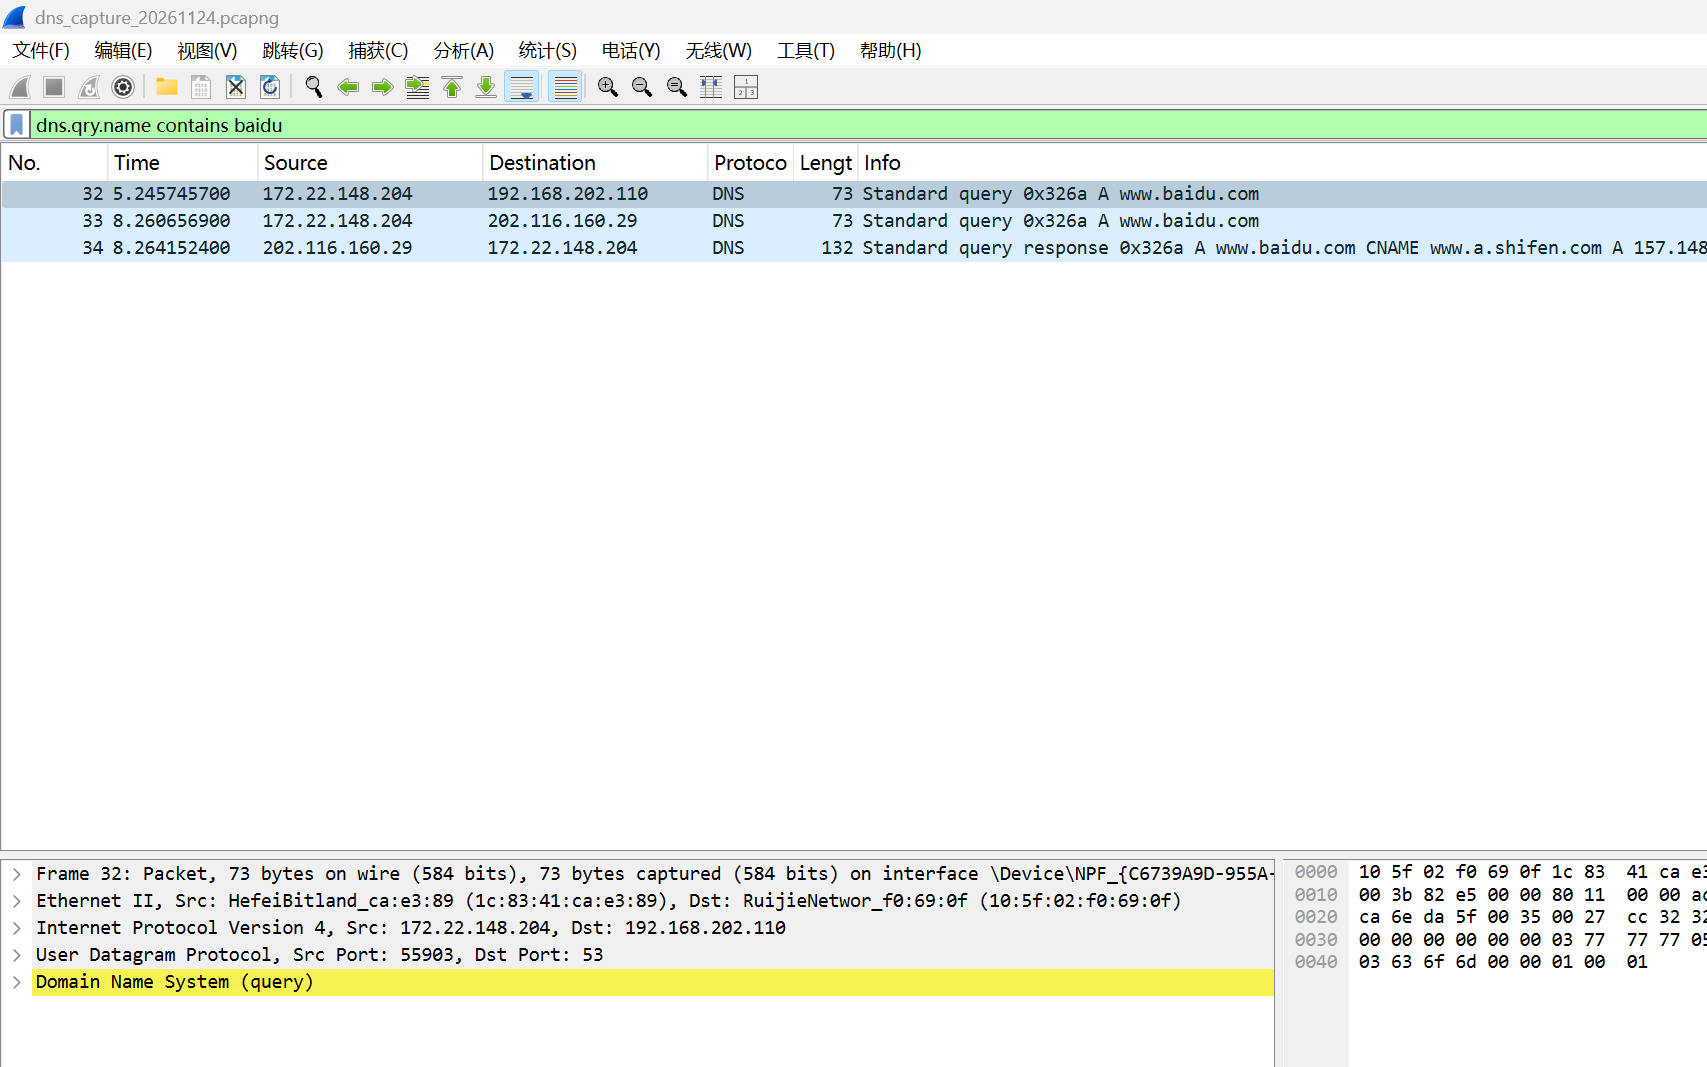 dns_capture_20261124.pcapng
文件(F) 编辑(E) 视图(V) 跳转(G) 捕获(C) 分析(A) 统计(S) 电话(Y) 无线(W) 工具(T) 帮助(H)
dns.qry.name contains baidu
No. Time Source Destination Protoco Lengt Info
32 5.245745700 172.22.148.204 192.168.202.110 DNS 73 Standard query 0x326a A www.baidu.com
33 8.260656900 172.22.148.204 202.116.160.29 DNS 73 Standard query 0x326a A www.baidu.com
34 8.264152400 202.116.160.29 172.22.148.204 DNS 132 Standard query response 0x326a A www.baidu.com CNAME www.a.shifen.com A 157.148
Frame 32: Packet, 73 bytes on wire (584 bits), 73 bytes captured (584 bits) on interface \Device\NPF_{C6739A9D-955A-
Ethernet II, Src: HefeiBitland_ca:e3:89 (1c:83:41:ca:e3:89), Dst: RuijieNetwor_f0:69:0f (10:5f:02:f0:69:0f)
Internet Protocol Version 4, Src: 172.22.148.204, Dst: 192.168.202.110
User Datagram Protocol, Src Port: 55903, Dst Port: 53
Domain Name System (query)
0000 10 5f 02 f0 69 0f 1c 83 41 ca e3
0010 00 3b 82 e5 00 00 80 11 00 00 ac
0020 ca 6e da 5f 00 35 00 27 cc 32 32
0030 00 00 00 00 00 00 03 77 77 77 05
0040 03 63 6f 6d 00 00 01 00 01